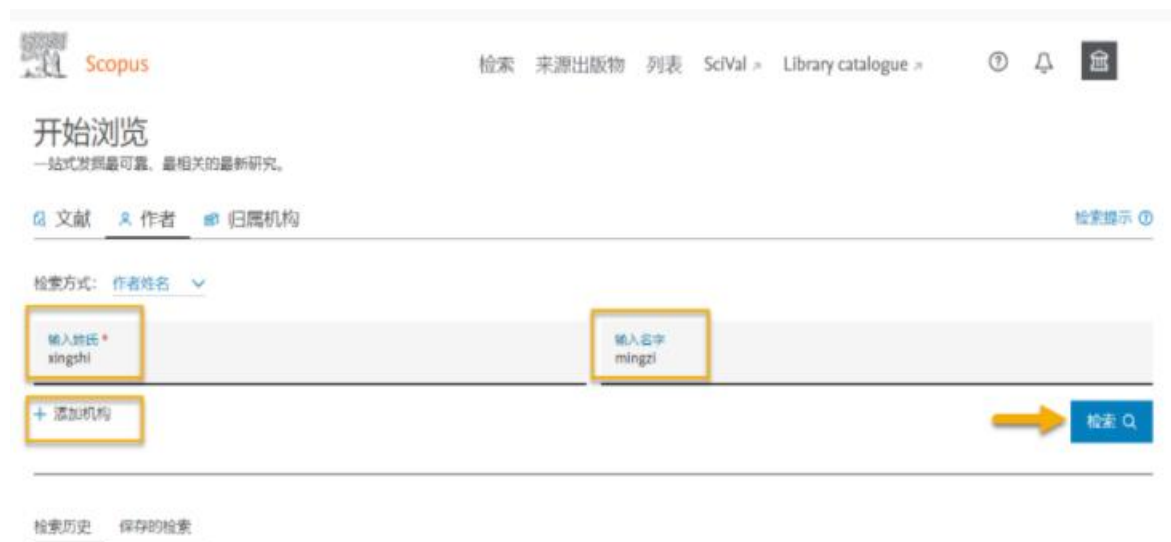 Scopus
检索 来源出版物 列表 SciVal ↗ Library catalogue ↗
开始浏览
一站式发掘最可靠、最相关的最新研究。
文献 作者 归属机构
检索提示
检索方式： 作者姓名
输入姓氏 *
xingshi
输入名字
mingzi
+ 添加机构
检索
检索历史 保存的检索